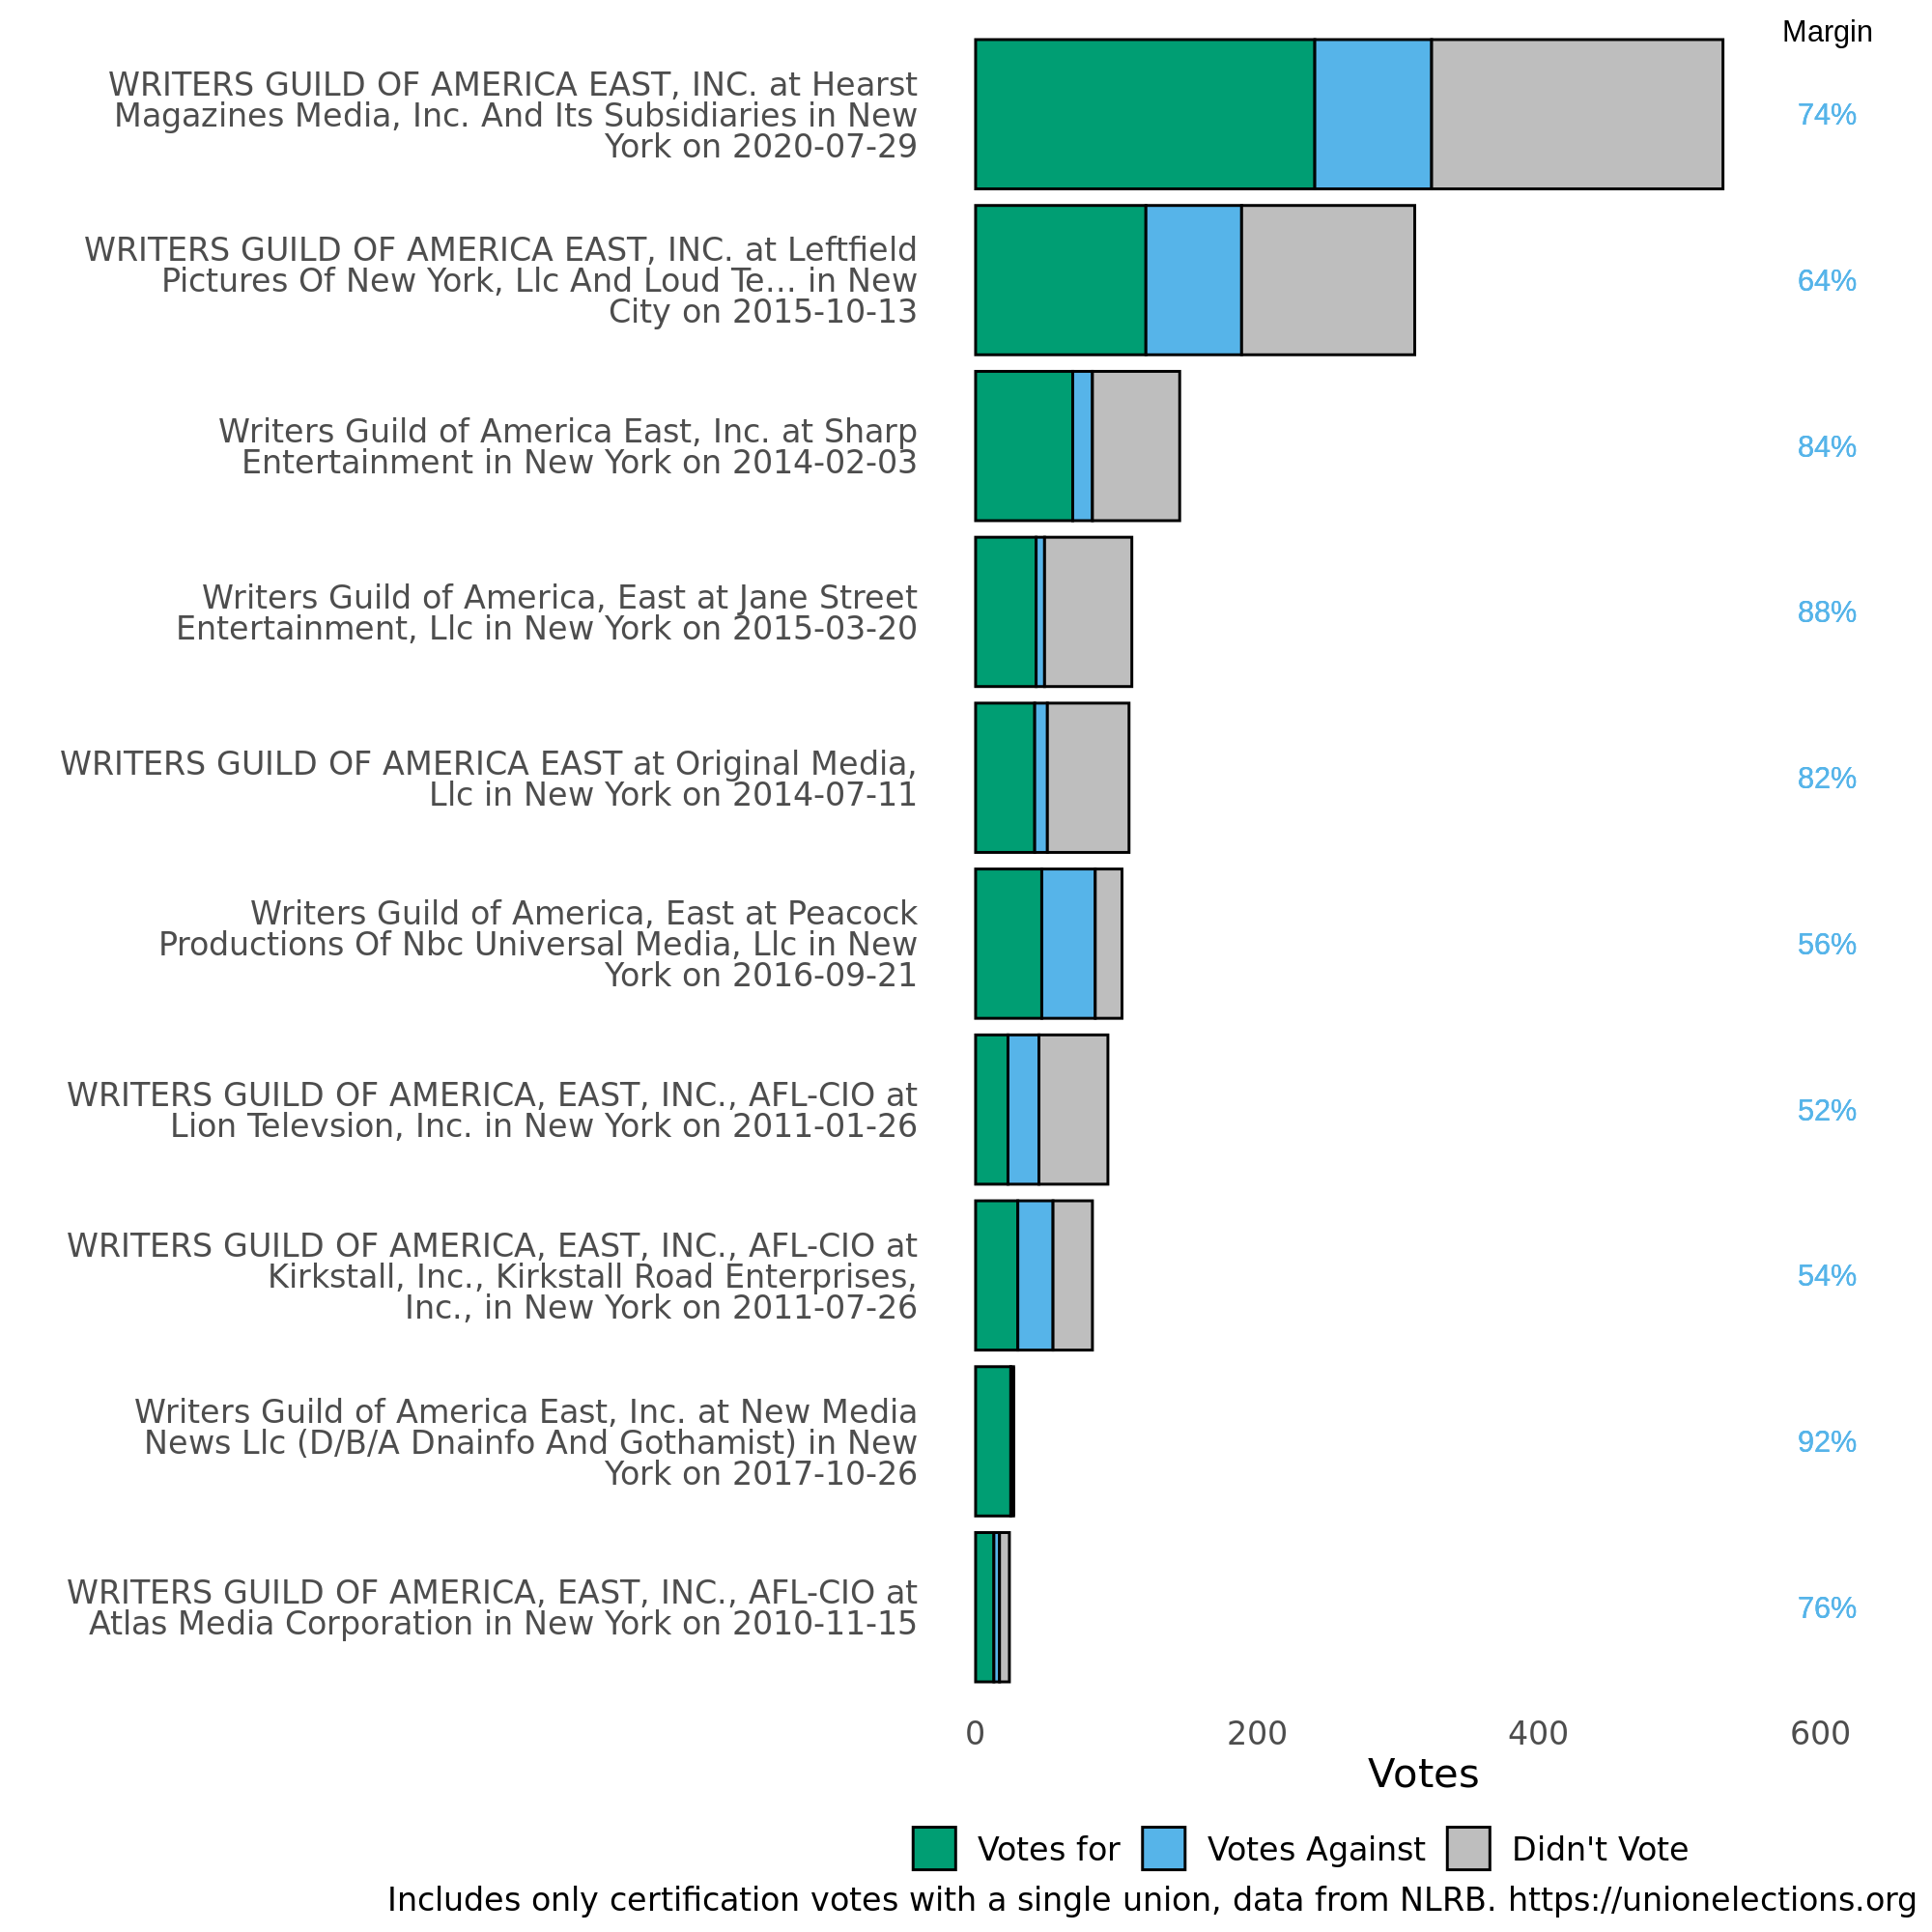 Margin
WRITERS GUILD OF AMERICA EAST, INC. at Hearst
Magazines Media, Inc. And Its Subsidiaries in New
York on 2020-07-29
74%
WRITERS GUILD OF AMERICA EAST, INC. at Leftfield
Pictures Of New York, Llc And Loud Te... in New
City on 2015-10-13
64%
Writers Guild of America East, Inc. at Sharp
Entertainment in New York on 2014-02-03
84%
Writers Guild of America, East at Jane Street
Entertainment, Llc in New York on 2015-03-20
88%
WRITERS GUILD OF AMERICA EAST at Original Media,
Llc in New York on 2014-07-11
82%
Writers Guild of America, East at Peacock
Productions Of Nbc Universal Media, Llc in New
York on 2016-09-21
56%
WRITERS GUILD OF AMERICA, EAST, INC., AFL-CIO at
Lion Televsion, Inc. in New York on 2011-01-26
52%
WRITERS GUILD OF AMERICA, EAST, INC., AFL-CIO at
Kirkstall, Inc., Kirkstall Road Enterprises,
Inc., in New York on 2011-07-26
54%
Writers Guild of America East, Inc. at New Media
News Llc (D/B/A Dnainfo And Gothamist) in New
York on 2017-10-26
92%
WRITERS GUILD OF AMERICA, EAST, INC., AFL-CIO at
Atlas Media Corporation in New York on 2010-11-15
76%
0 200 400 600
Votes
Votes for Votes Against Didn't Vote
Includes only certification votes with a single union, data from NLRB. https://unionelections.org